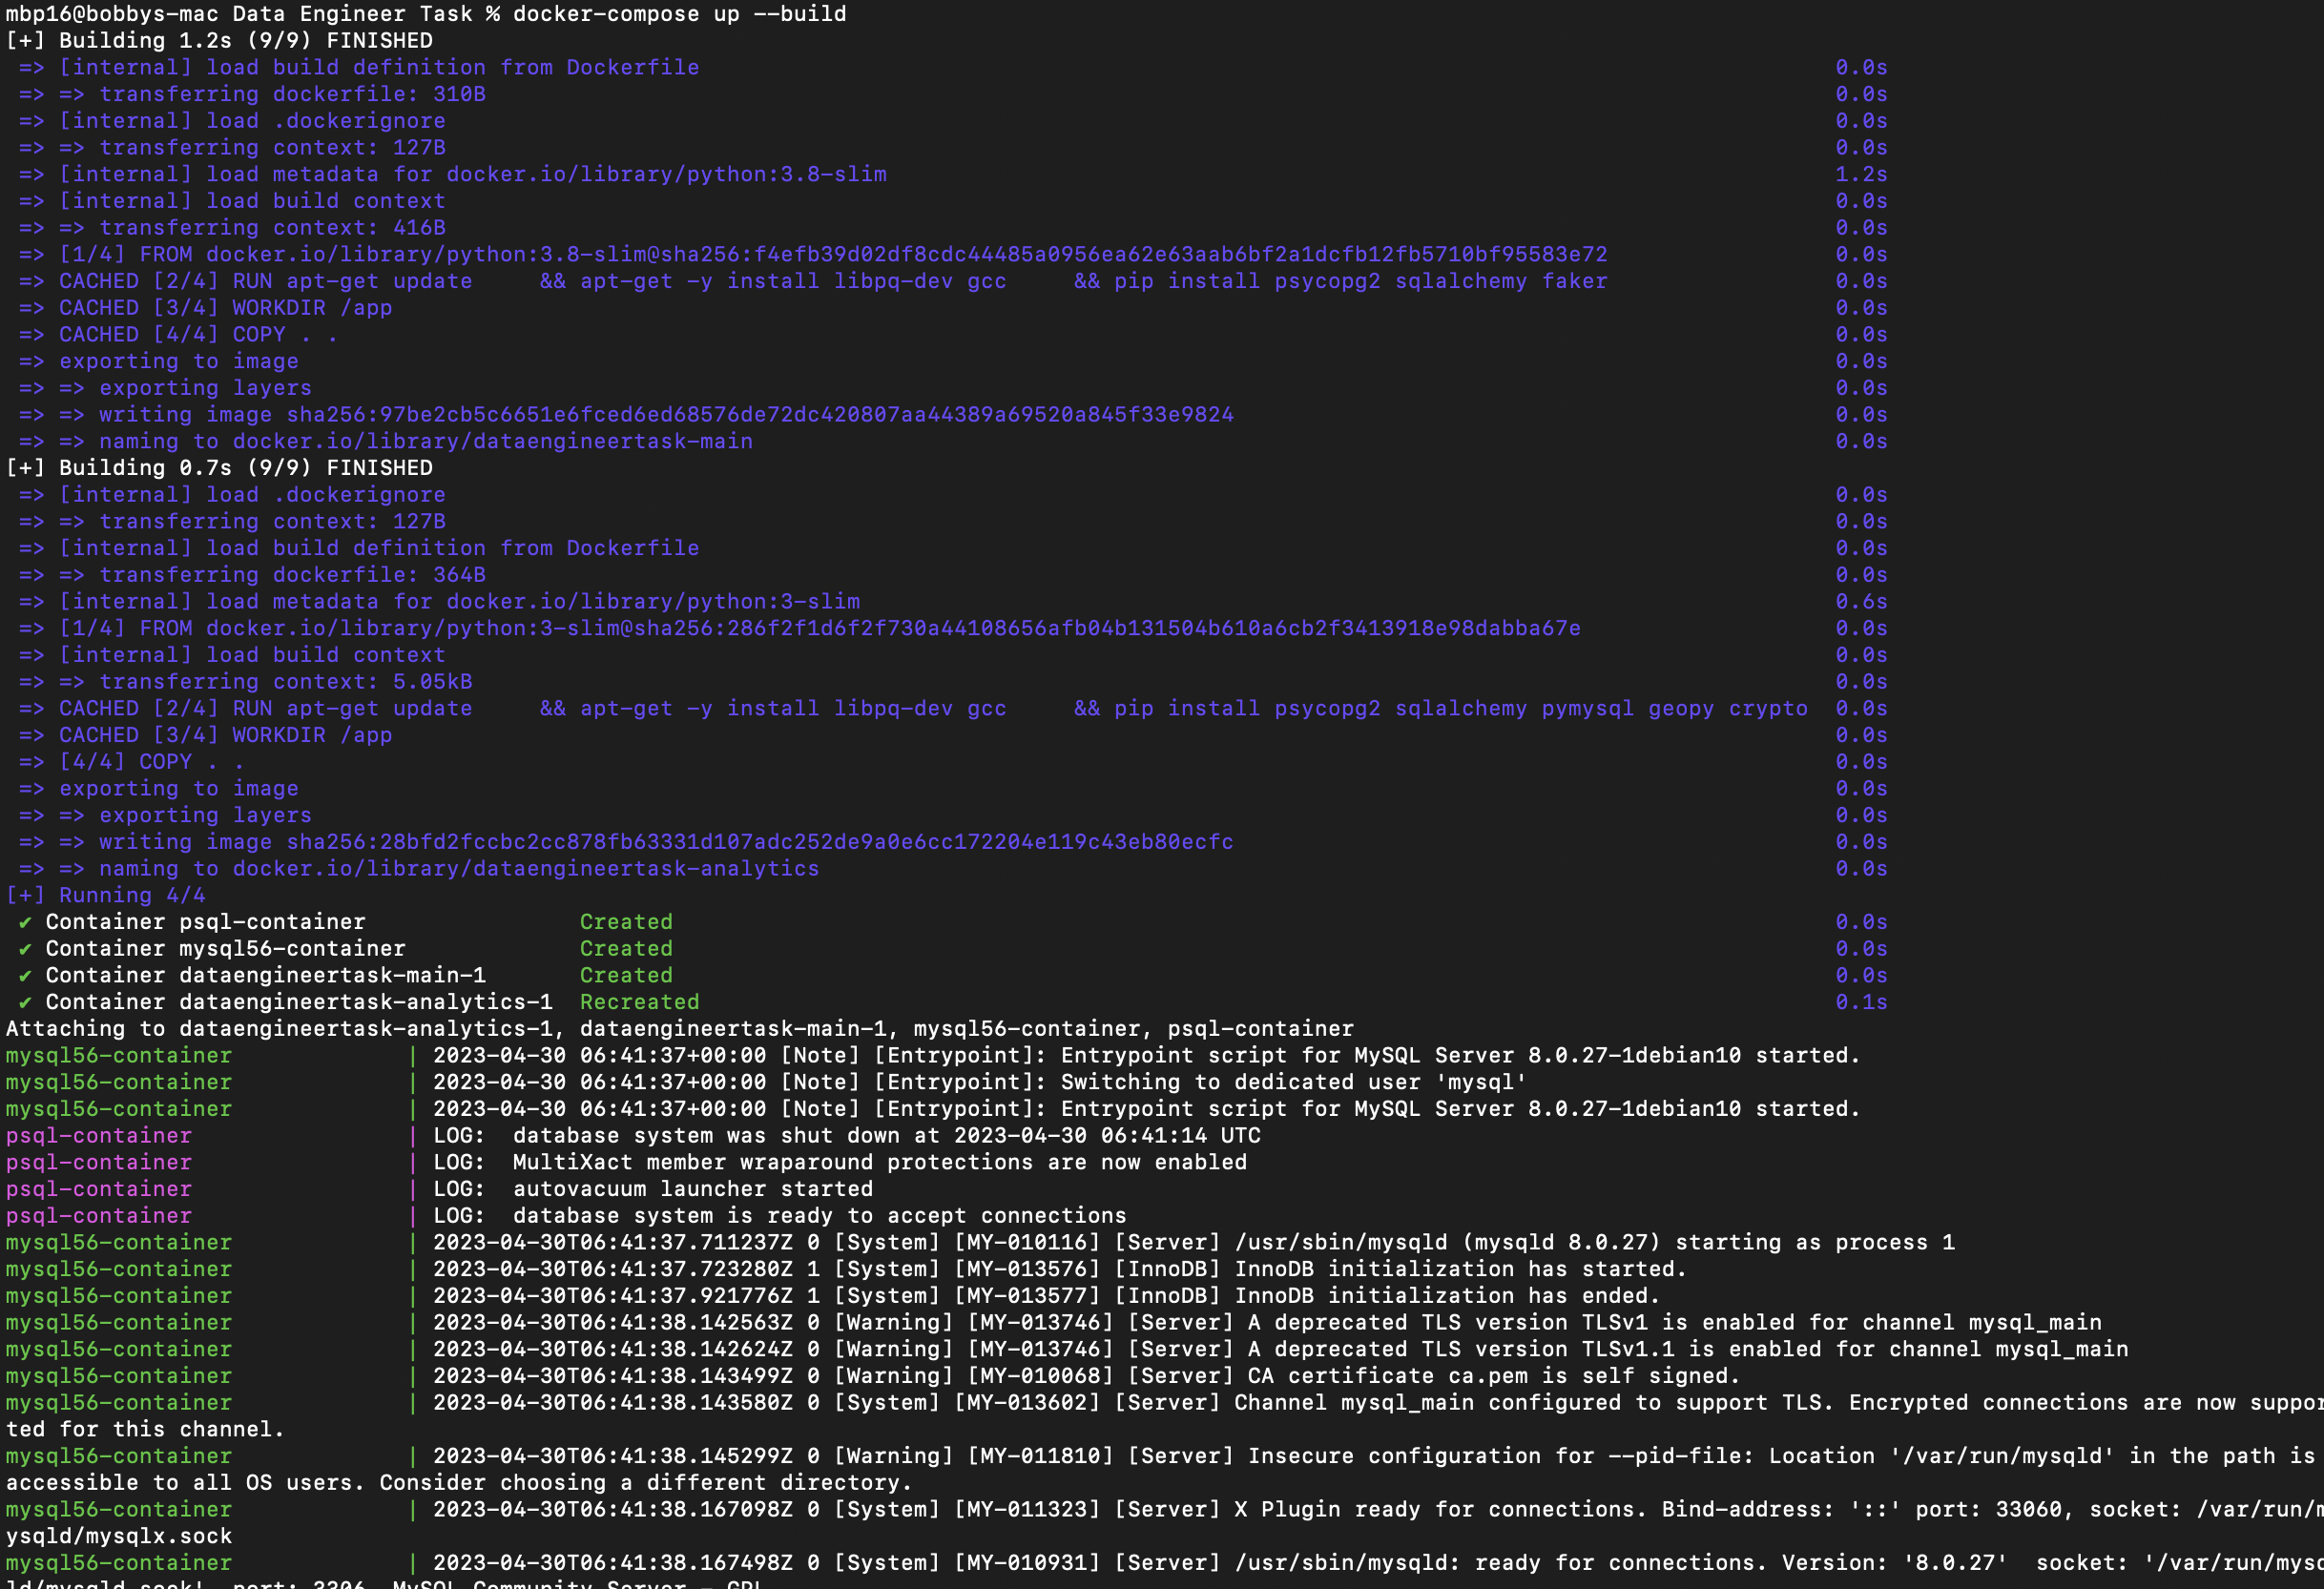 mbp16@bobbys-mac Data Engineer Task % docker-compose up --build
[+] Building 1.2s (9/9) FINISHED
=> [internal] load build definition from Dockerfile 0.0s
=> => transferring dockerfile: 310B 0.0s
=> [internal] load .dockerignore 0.0s
=> => transferring context: 127B 0.0s
=> [internal] load metadata for docker.io/library/python:3.8-slim 1.2s
=> [internal] load build context 0.0s
=> => transferring context: 416B 0.0s
=> [1/4] FROM docker.io/library/python:3.8-slim@sha256:f4efb39d02df8cdc44485a0956ea62e63aab6bf2a1dcfb12fb5710bf95583e72 0.0s
=> CACHED [2/4] RUN apt-get update     && apt-get -y install libpq-dev gcc     && pip install psycopg2 sqlalchemy faker 0.0s
=> CACHED [3/4] WORKDIR /app 0.0s
=> CACHED [4/4] COPY . . 0.0s
=> exporting to image 0.0s
=> => exporting layers 0.0s
=> => writing image sha256:97be2cb5c6651e6fced6ed68576de72dc420807aa44389a69520a845f33e9824 0.0s
=> => naming to docker.io/library/dataengineertask-main 0.0s
[+] Building 0.7s (9/9) FINISHED
=> [internal] load .dockerignore 0.0s
=> => transferring context: 127B 0.0s
=> [internal] load build definition from Dockerfile 0.0s
=> => transferring dockerfile: 364B 0.0s
=> [internal] load metadata for docker.io/library/python:3-slim 0.6s
=> [1/4] FROM docker.io/library/python:3-slim@sha256:286f2f1d6f2f730a44108656afb04b131504b610a6cb2f3413918e98dabba67e 0.0s
=> [internal] load build context 0.0s
=> => transferring context: 5.05kB 0.0s
=> CACHED [2/4] RUN apt-get update     && apt-get -y install libpq-dev gcc     && pip install psycopg2 sqlalchemy pymysql geopy crypto 0.0s
=> CACHED [3/4] WORKDIR /app 0.0s
=> [4/4] COPY . . 0.0s
=> exporting to image 0.0s
=> => exporting layers 0.0s
=> => writing image sha256:28bfd2fccbc2cc878fb63331d107adc252de9a0e6cc172204e119c43eb80ecfc 0.0s
=> => naming to docker.io/library/dataengineertask-analytics 0.0s
[+] Running 4/4
✔ Container psql-container Created 0.0s
✔ Container mysql56-container Created 0.0s
✔ Container dataengineertask-main-1 Created 0.0s
✔ Container dataengineertask-analytics-1 Recreated 0.1s
Attaching to dataengineertask-analytics-1, dataengineertask-main-1, mysql56-container, psql-container
mysql56-container | 2023-04-30 06:41:37+00:00 [Note] [Entrypoint]: Entrypoint script for MySQL Server 8.0.27-1debian10 started.
mysql56-container | 2023-04-30 06:41:37+00:00 [Note] [Entrypoint]: Switching to dedicated user 'mysql'
mysql56-container | 2023-04-30 06:41:37+00:00 [Note] [Entrypoint]: Entrypoint script for MySQL Server 8.0.27-1debian10 started.
psql-container | LOG:  database system was shut down at 2023-04-30 06:41:14 UTC
psql-container | LOG:  MultiXact member wraparound protections are now enabled
psql-container | LOG:  autovacuum launcher started
psql-container | LOG:  database system is ready to accept connections
mysql56-container | 2023-04-30T06:41:37.711237Z 0 [System] [MY-010116] [Server] /usr/sbin/mysqld (mysqld 8.0.27) starting as process 1
mysql56-container | 2023-04-30T06:41:37.723280Z 1 [System] [MY-013576] [InnoDB] InnoDB initialization has started.
mysql56-container | 2023-04-30T06:41:37.921776Z 1 [System] [MY-013577] [InnoDB] InnoDB initialization has ended.
mysql56-container | 2023-04-30T06:41:38.142563Z 0 [Warning] [MY-013746] [Server] A deprecated TLS version TLSv1 is enabled for channel mysql_main
mysql56-container | 2023-04-30T06:41:38.142624Z 0 [Warning] [MY-013746] [Server] A deprecated TLS version TLSv1.1 is enabled for channel mysql_main
mysql56-container | 2023-04-30T06:41:38.143499Z 0 [Warning] [MY-010068] [Server] CA certificate ca.pem is self signed.
mysql56-container | 2023-04-30T06:41:38.143580Z 0 [System] [MY-013602] [Server] Channel mysql_main configured to support TLS. Encrypted connections are now suppor
ted for this channel.
mysql56-container | 2023-04-30T06:41:38.145299Z 0 [Warning] [MY-011810] [Server] Insecure configuration for --pid-file: Location '/var/run/mysqld' in the path is
accessible to all OS users. Consider choosing a different directory.
mysql56-container | 2023-04-30T06:41:38.167098Z 0 [System] [MY-011323] [Server] X Plugin ready for connections. Bind-address: '::' port: 33060, socket: /var/run/m
ysqld/mysqlx.sock
mysql56-container | 2023-04-30T06:41:38.167498Z 0 [System] [MY-010931] [Server] /usr/sbin/mysqld: ready for connections. Version: '8.0.27'  socket: '/var/run/mysq
ld/mysqld.sock'  port: 3306  MySQL Community Server - GPL.